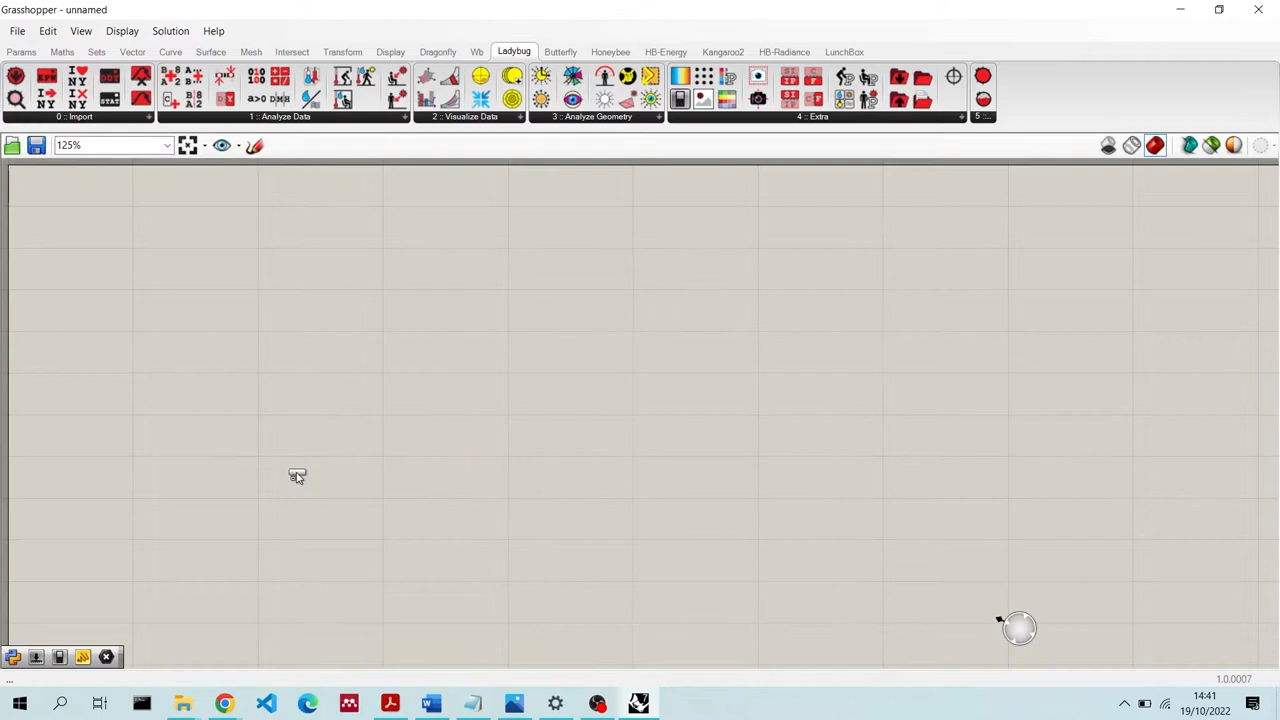 Grasshopper - unnamed
File Edit View Display Solution Help
Params Maths Sets Vector Curve Surface Mesh Intersect Transform Display Dragonfly Wb Ladybug Butterfly Honeybee HB-Energy Kangaroo2 HB-Radiance LunchBox
0 :: Import
1 :: Analyze Data
2 :: Visualize Data
3 :: Analyze Geometry
4 :: Extra
5 ::..
125%
...
1.0.0007
14:41
19/10/2022